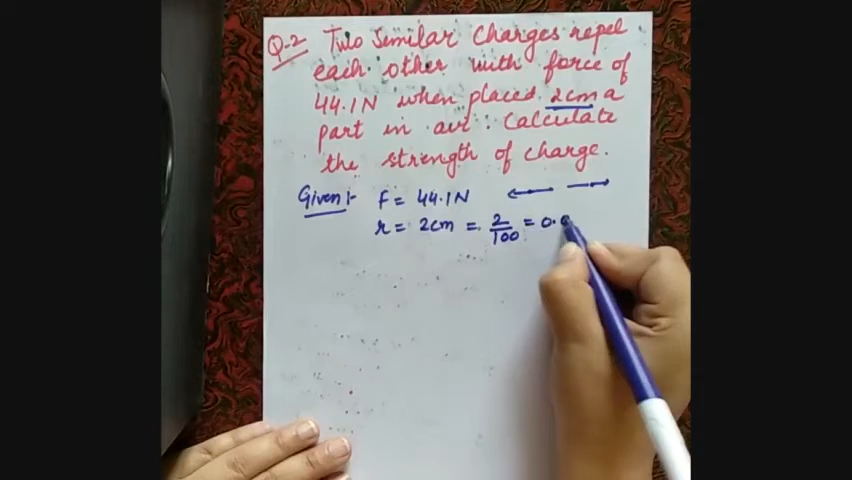 Q-2 Two Similar Charges repel
each other with force of
44.1N when placed 2cm a
part in air. Calculate
the strength of charge.
Given:- F = 44.1N
r = 2cm = 2/100 = 0.0